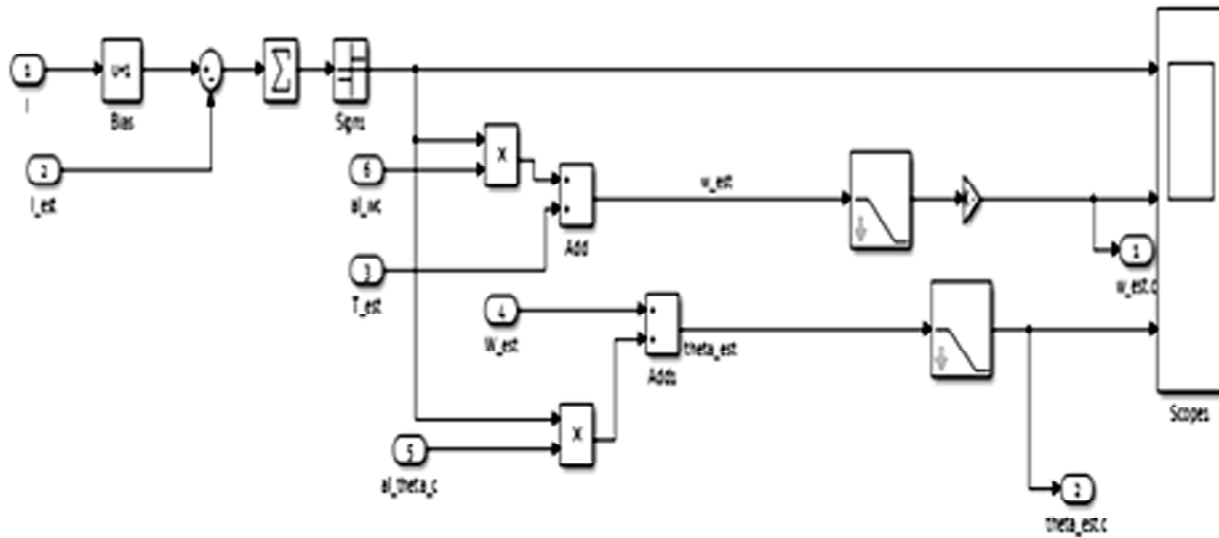 1
I
Bias
Σ
Signs
2
I_est
X
6
al_wc
Add
w_est
3
T_est
1
w_est.c
4
W_est
Adds
theta_est
X
5
al_theta_c
Scopes
2
theta_est.c